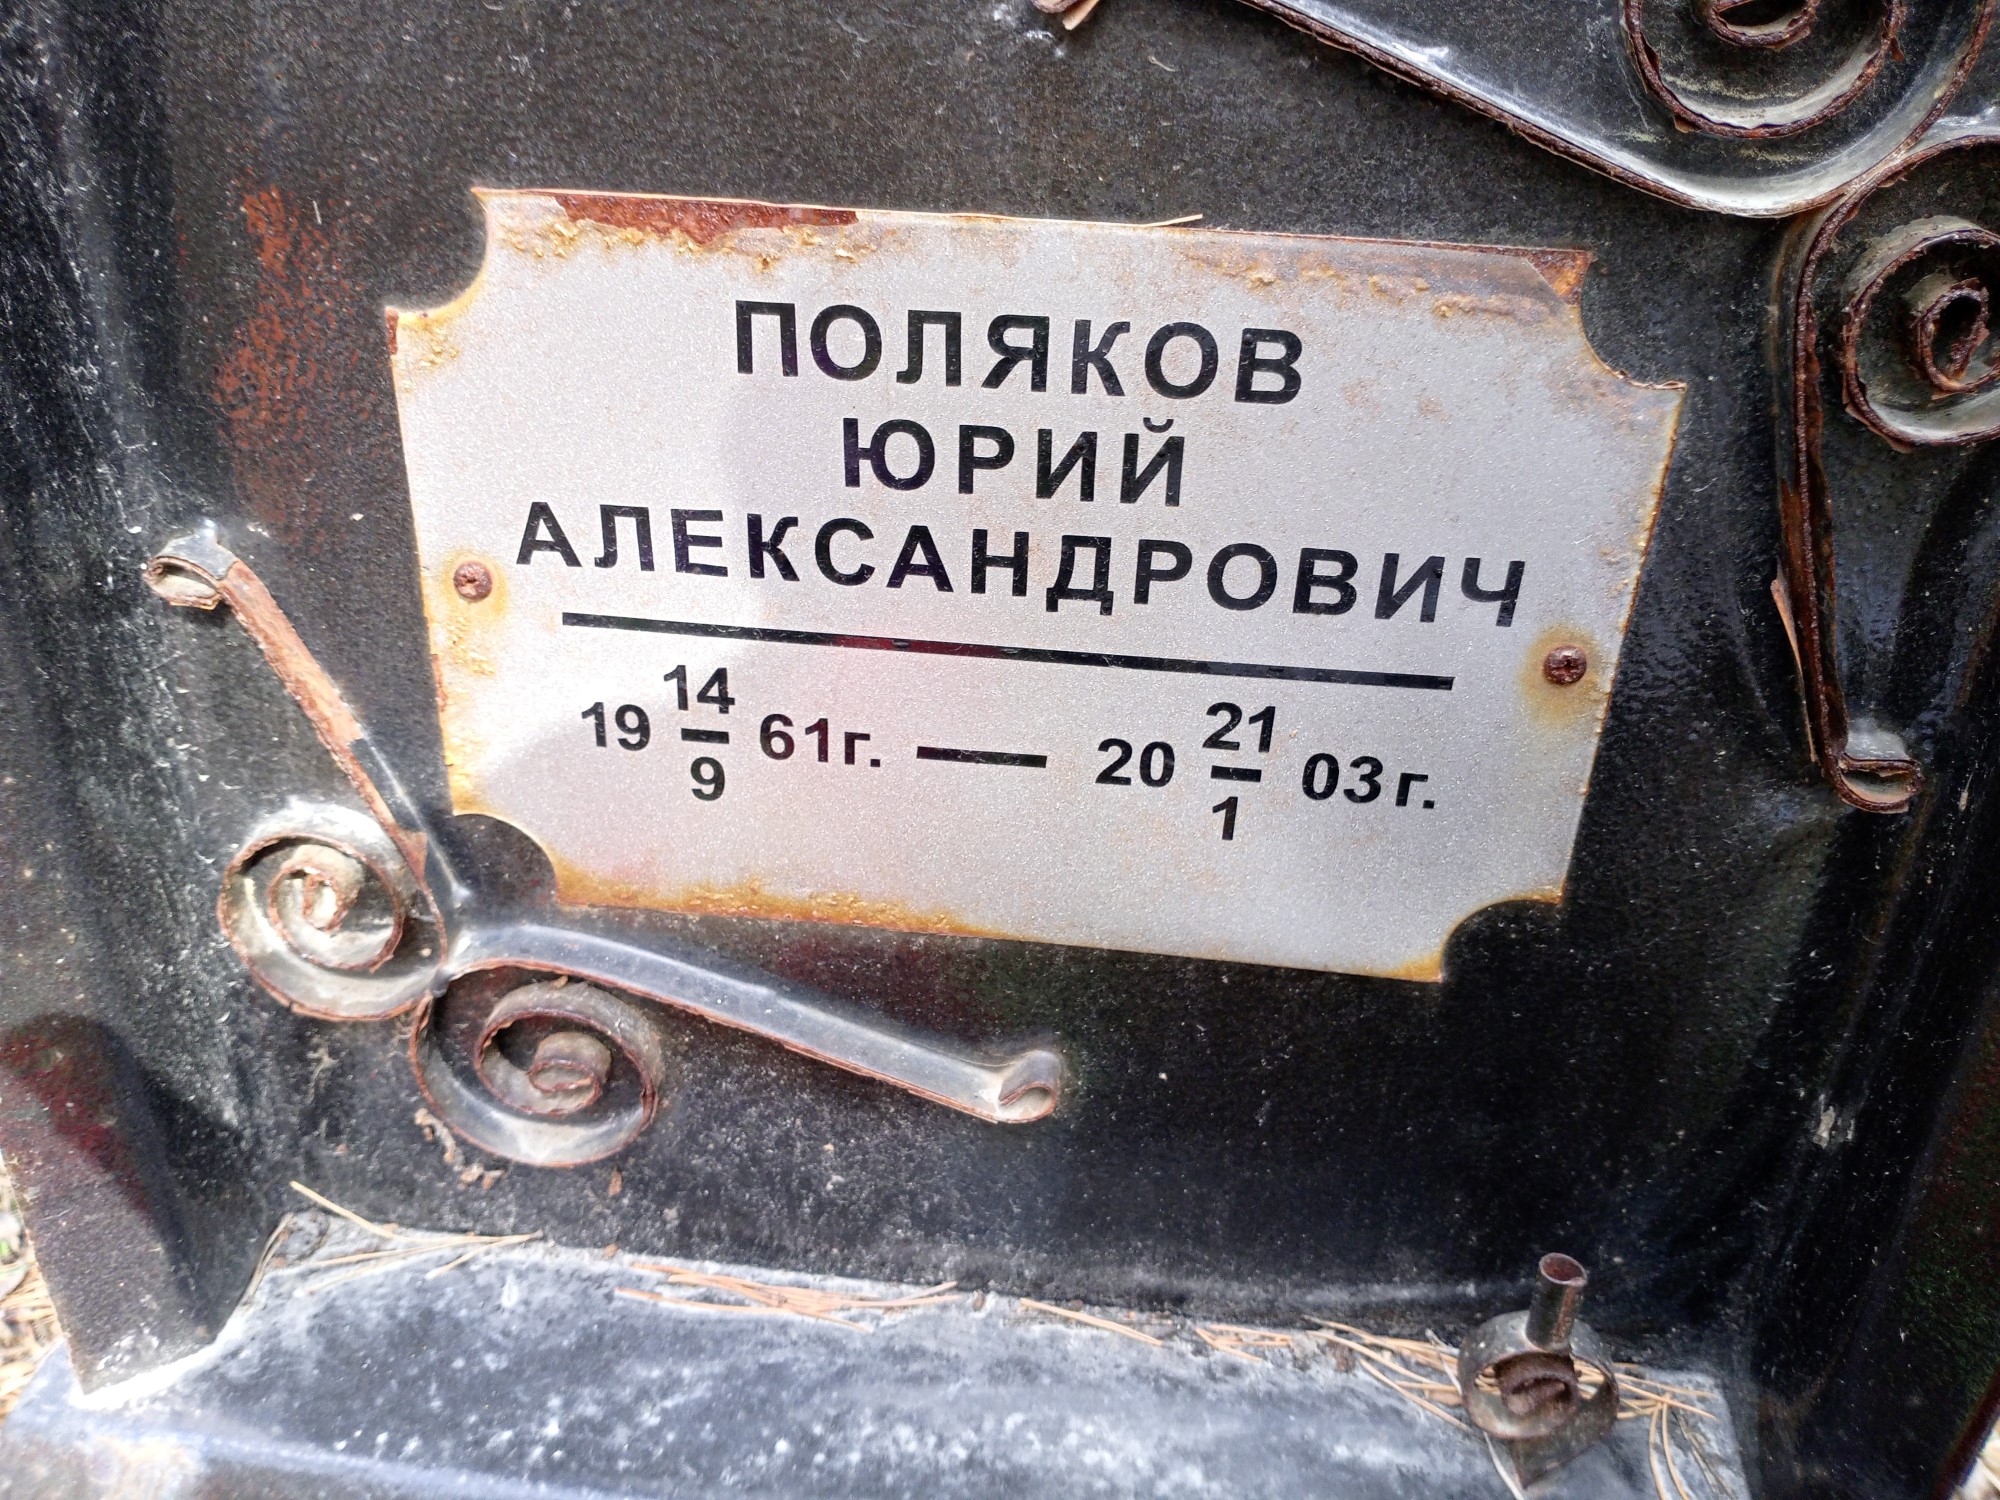 ПОЛЯКОВ
ЮРИЙ
АЛЕКСАНДРОВИЧ
19 14/9 61г. — 20 21/1 03г.